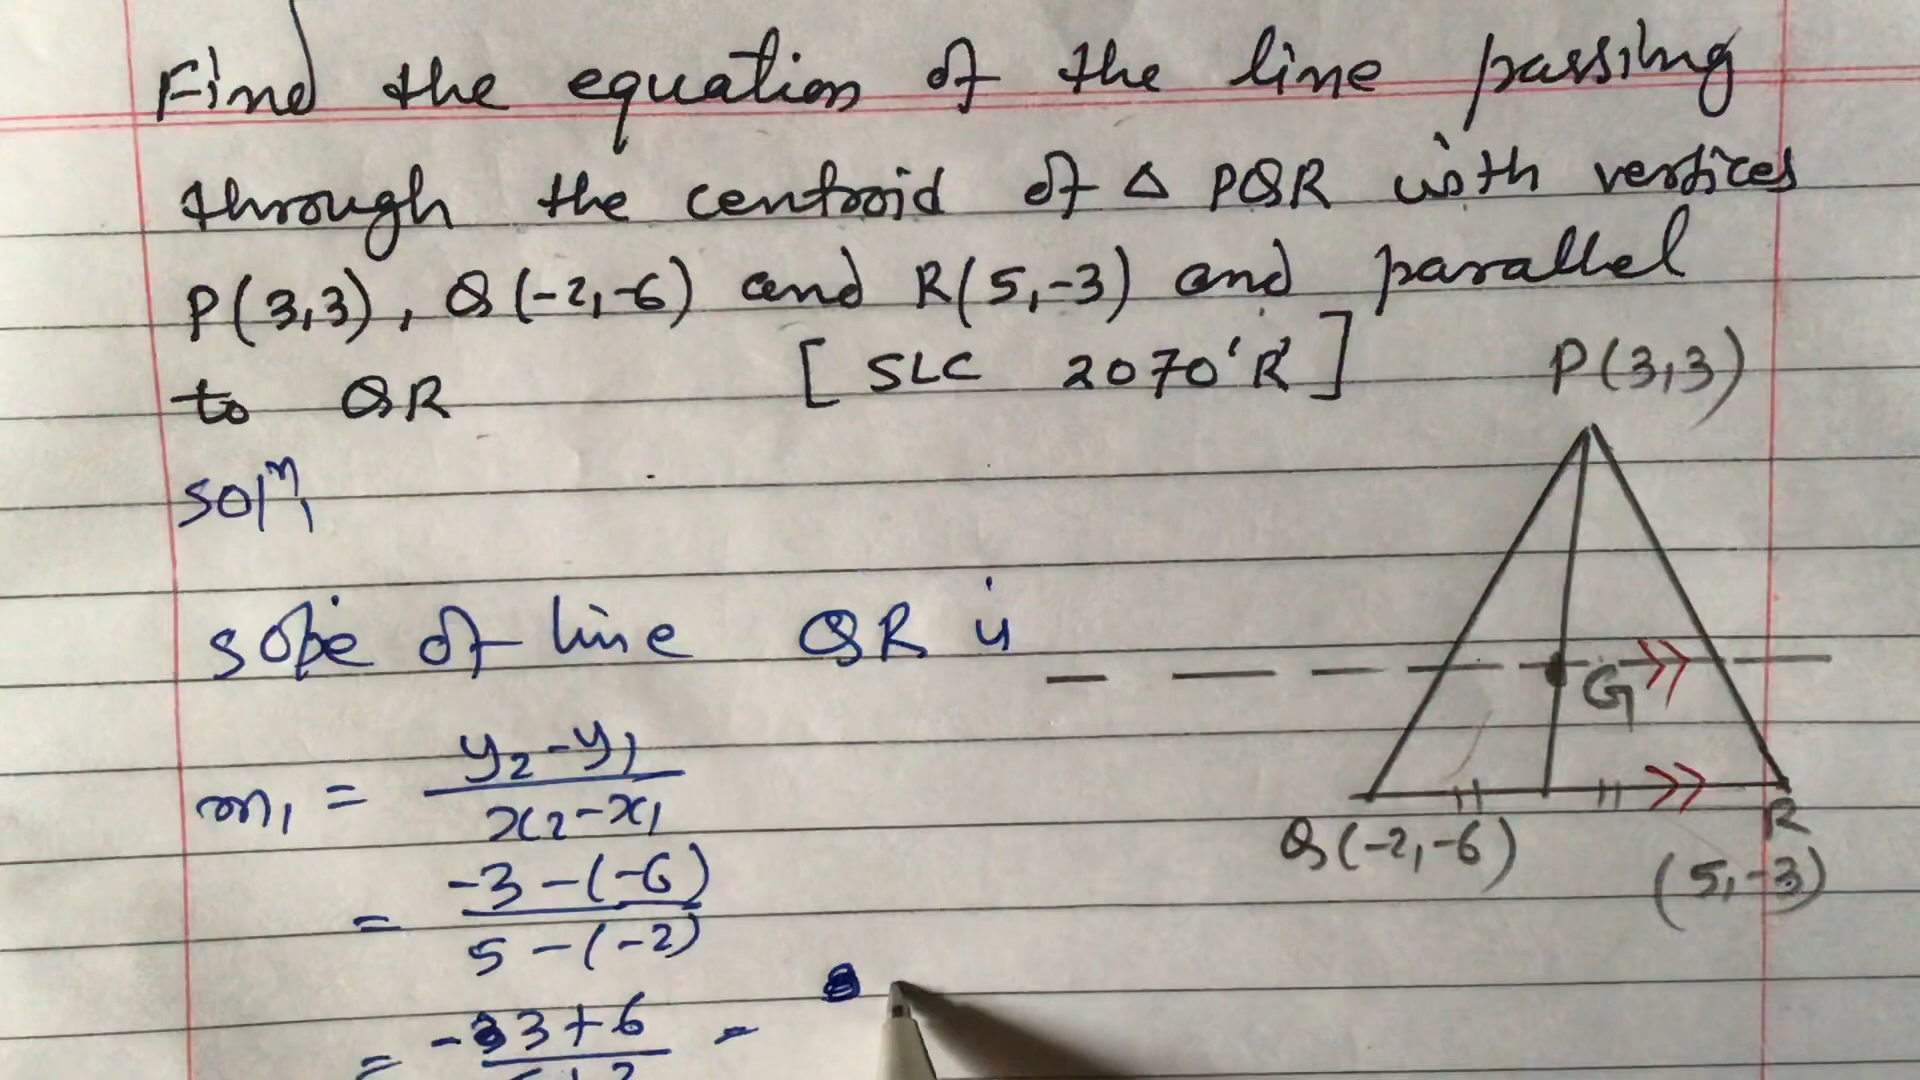 Find the equation of the line passing
through the centroid of △ PQR with vertices
P(3,3), Q(-2,-6) and R(5,-3) and parallel
to QR [SLC 2070'R']
P(3,3)
solⁿ,
slope of line QR is
G
m₁ = (y₂-y₁)/(x₂-x₁)
Q(-2,-6)
R
(5,-3)
= (-3-(-6))/(5-(-2))
= -3+6
=